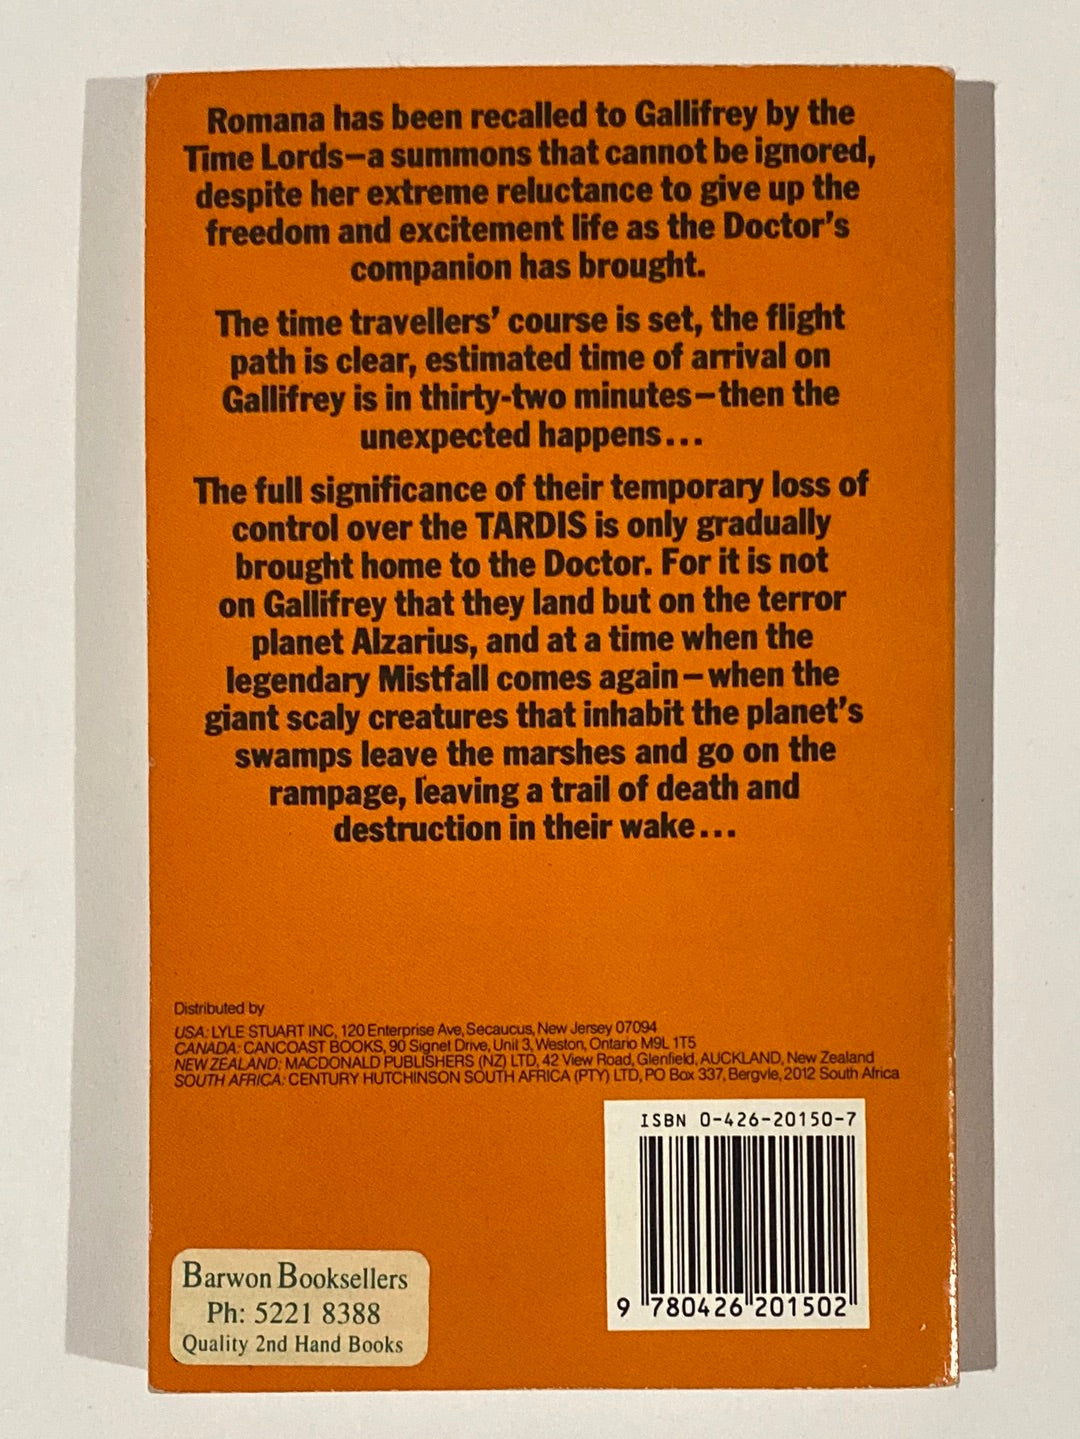 Romana has been recalled to Gallifrey by the
Time Lords—a summons that cannot be ignored,
despite her extreme reluctance to give up the
freedom and excitement life as the Doctor's
companion has brought.
The time travellers' course is set, the flight
path is clear, estimated time of arrival on
Gallifrey is in thirty-two minutes—then the
unexpected happens...
The full significance of their temporary loss of
control over the TARDIS is only gradually
brought home to the Doctor. For it is not
on Gallifrey that they land but on the terror
planet Alzarius, and at a time when the
legendary Mistfall comes again—when the
giant scaly creatures that inhabit the planet's
swamps leave the marshes and go on the
rampage, leaving a trail of death and
destruction in their wake...
Distributed by
USA: LYLE STUART INC, 120 Enterprise Ave, Secaucus, New Jersey 07094
CANADA: CANCOAST BOOKS, 90 Signet Drive, Unit 3, Weston, Ontario M9L 1T5
NEW ZEALAND: MACDONALD PUBLISHERS (NZ) LTD, 42 View Road, Glenfield, AUCKLAND, New Zealand
SOUTH AFRICA: CENTURY HUTCHINSON SOUTH AFRICA (PTY) LTD, PO Box 337, Bergvle, 2012 South Africa
ISBN 0-426-20150-7
9 780426 201502
Barwon Booksellers
Ph: 5221 8388
Quality 2nd Hand Books